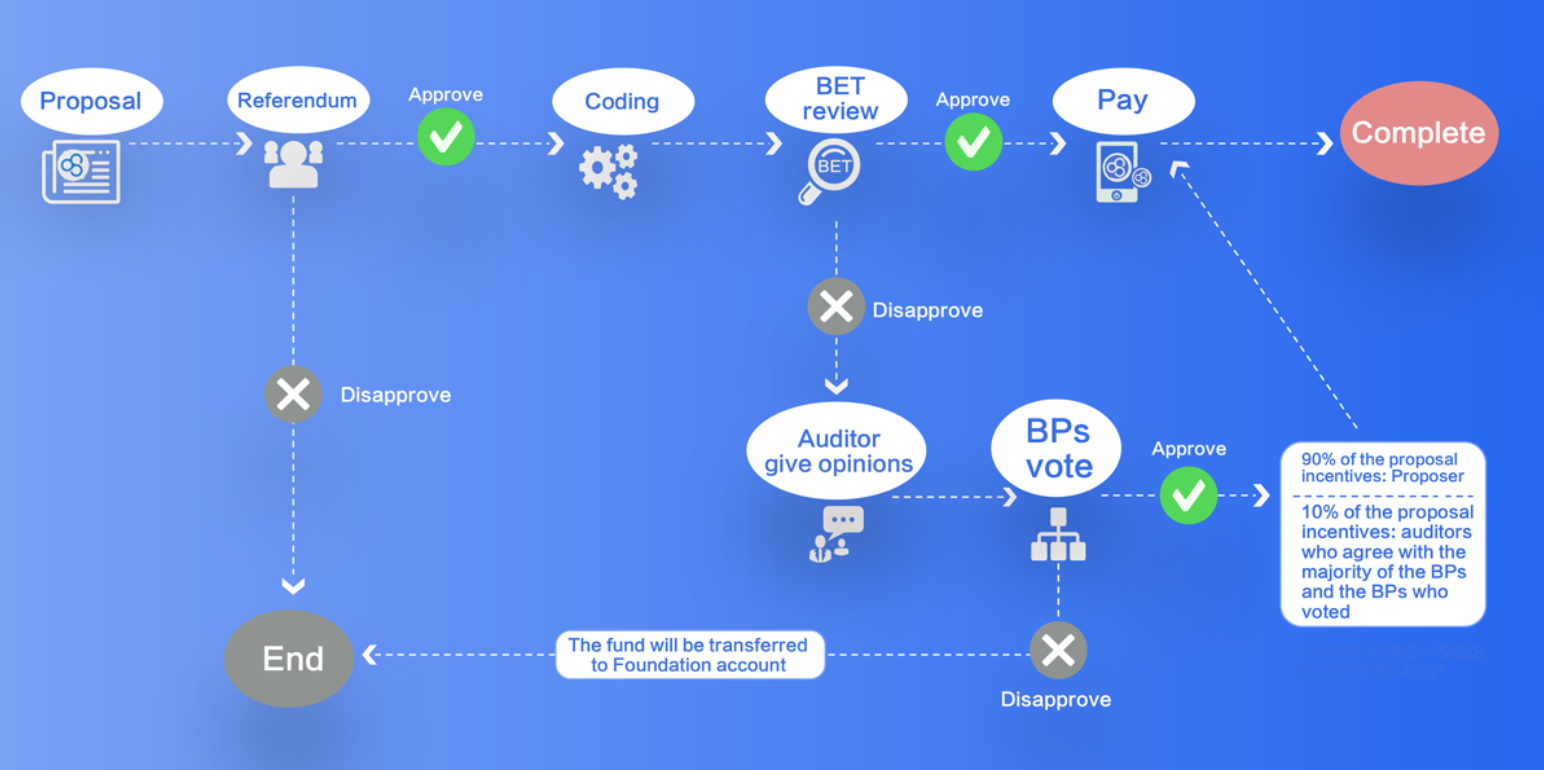 Proposal
Referendum
Approve
Coding
BET
review
Approve
Pay
Complete
BET
Disapprove
Disapprove
Auditor
give opinions
BPs
vote
Approve
90% of the proposal
incentives: Proposer
10% of the proposal
incentives: auditors
who agree with the
majority of the BPs
and the BPs who
voted
End
The fund will be transferred
to Foundation account
Disapprove